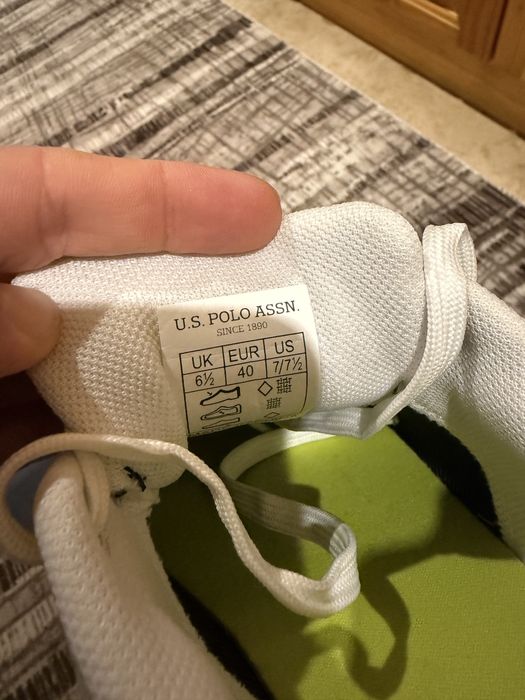 U.S. POLO ASSN.
SINCE 1890
UK EUR US
6½ 40 7/7½